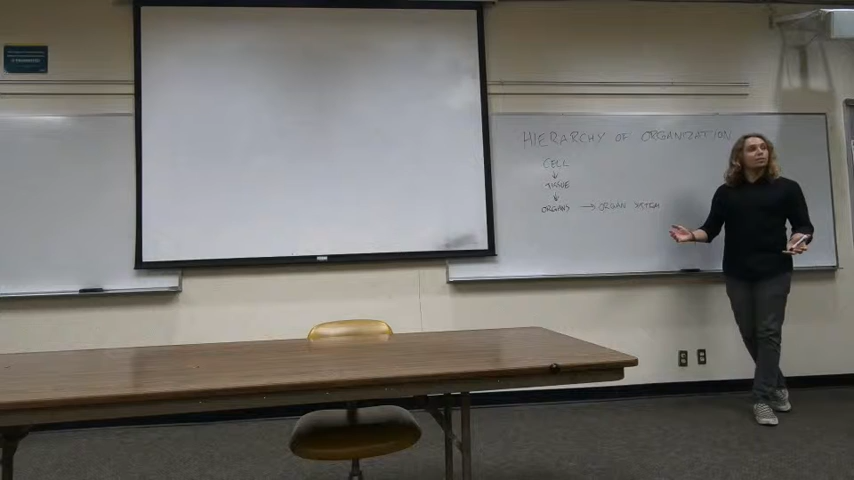 HIERARCHY OF ORGANIZATION
CELL
↓
TISSUE
↓
ORGANS → ORGAN SYSTEM